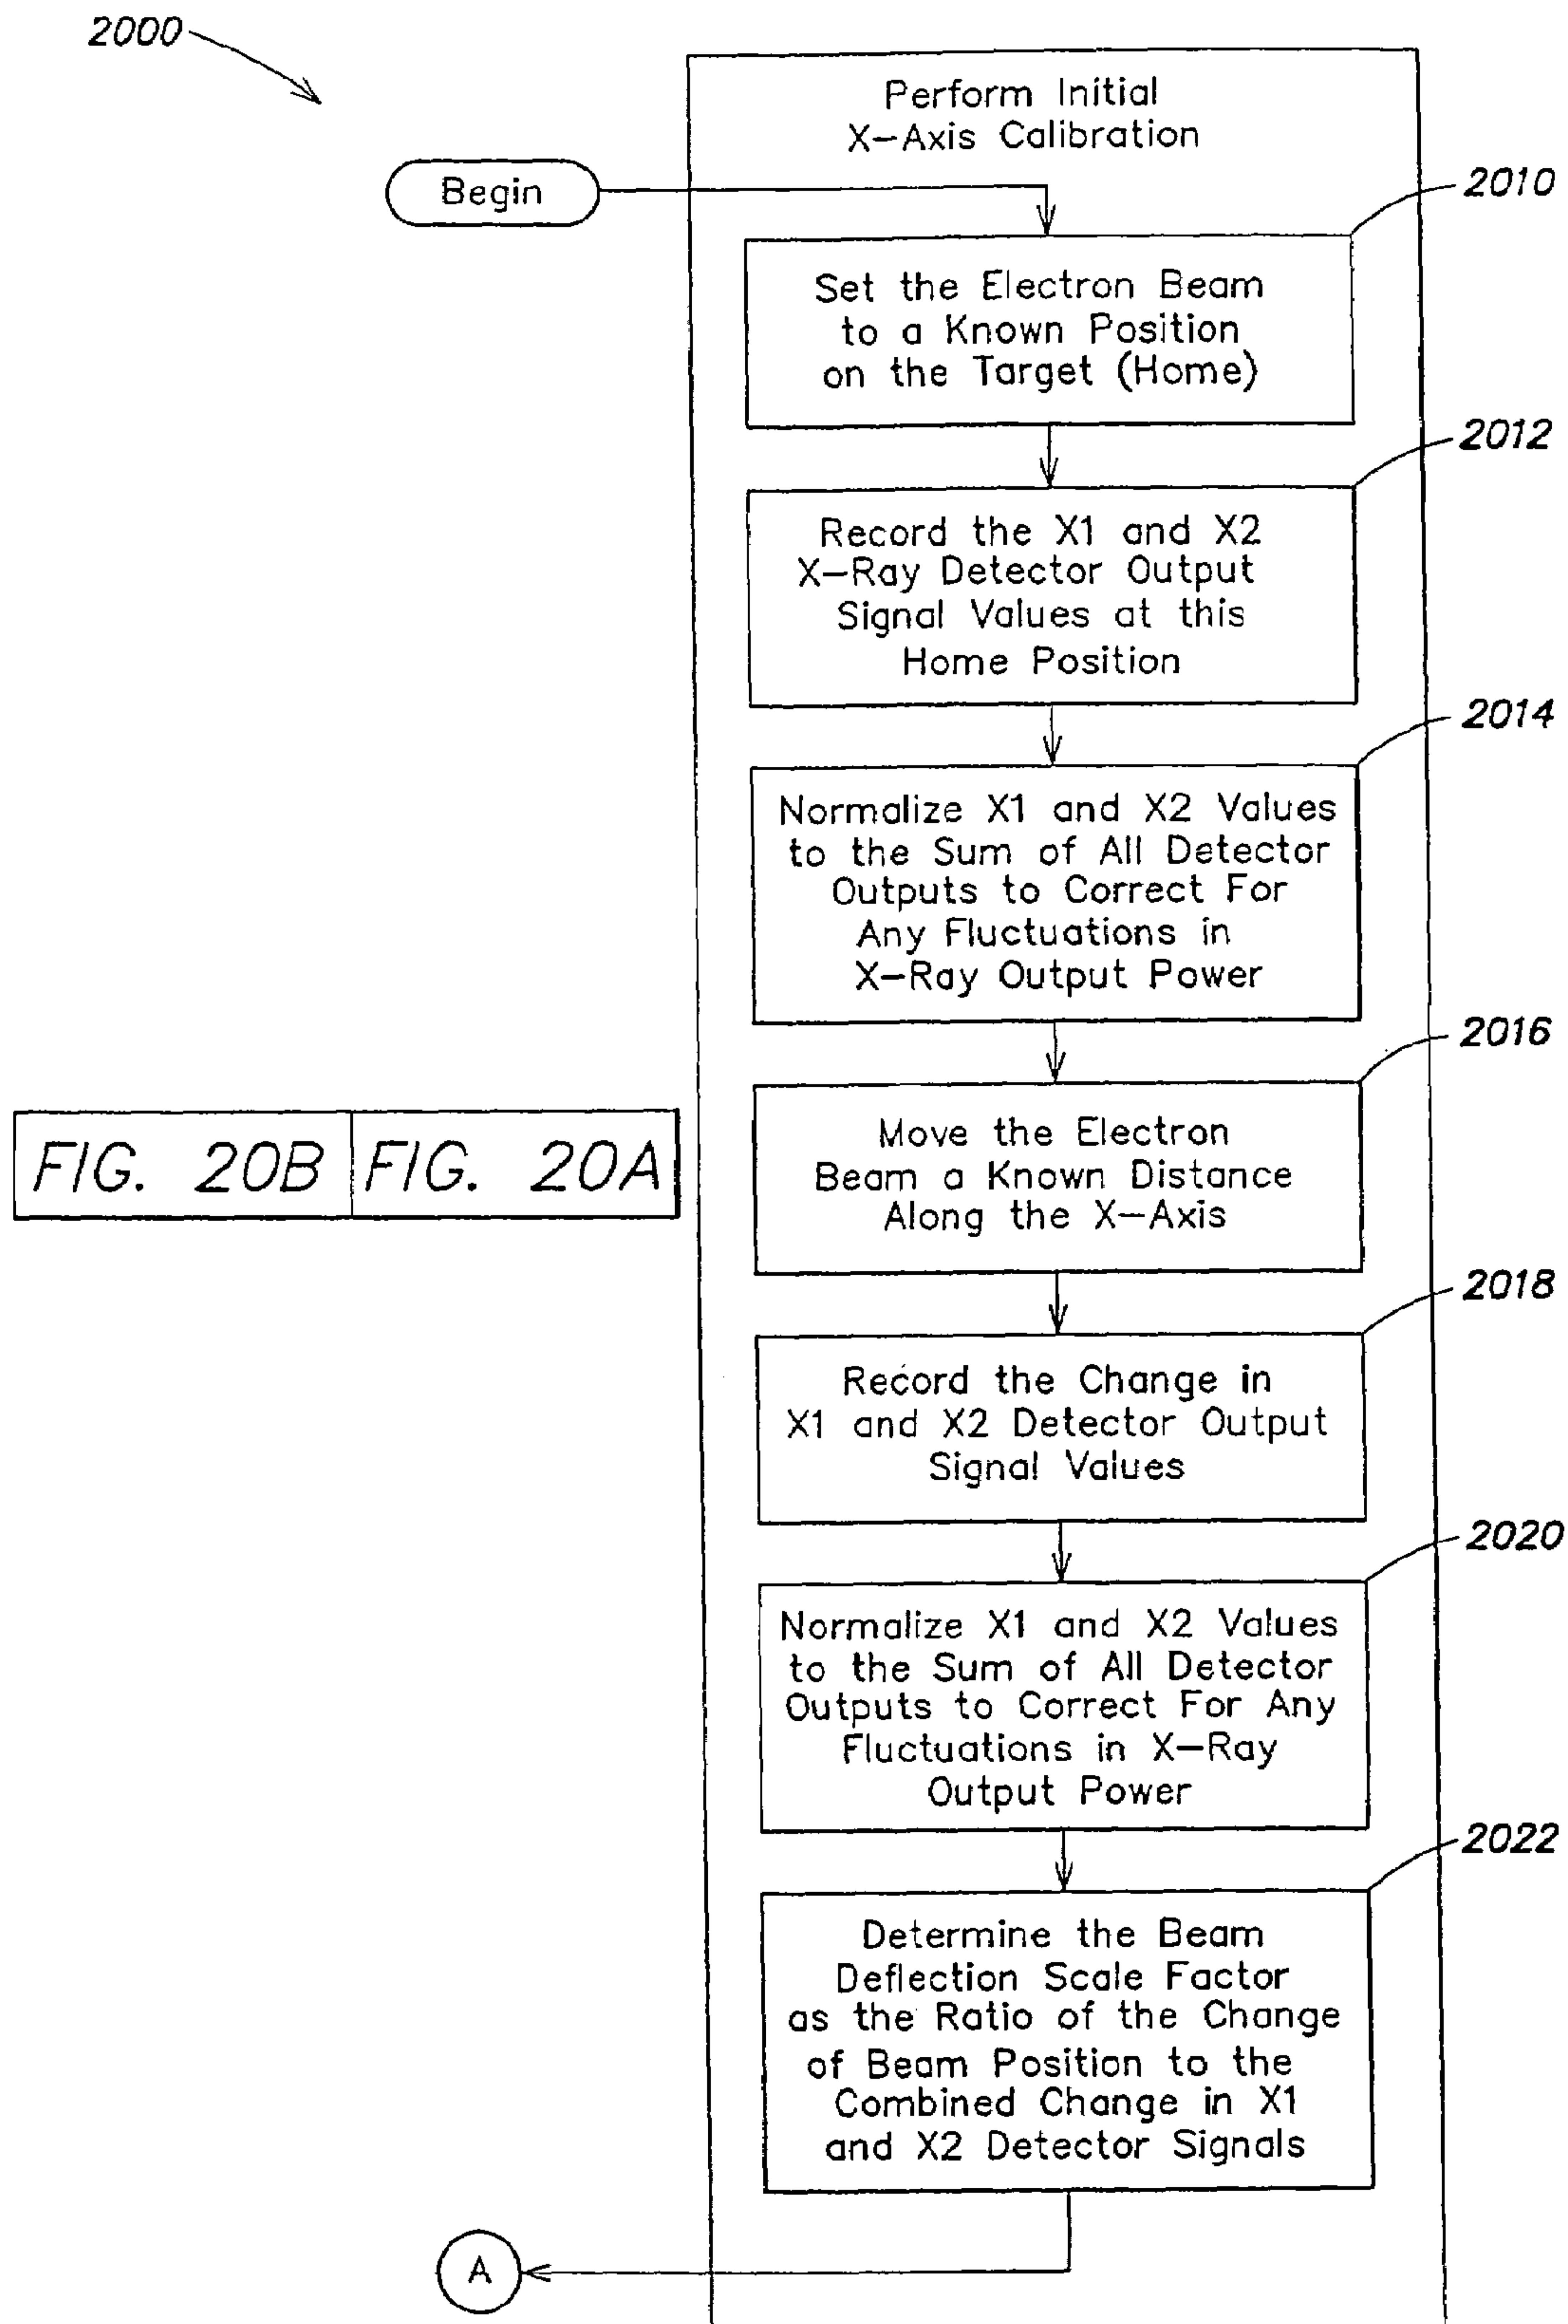 2000
Perform Initial
X-Axis Calibration
Begin
2010
Set the Electron Beam
to a Known Position
on the Target (Home)
2012
Record the X1 and X2
X-Ray Detector Output
Signal Values at this
Home Position
2014
Normalize X1 and X2 Values
to the Sum of All Detector
Outputs to Correct For
Any Fluctuations in
X-Ray Output Power
2016
Move the Electron
Beam a Known Distance
Along the X-Axis
FIG. 20B FIG. 20A
2018
Record the Change in
X1 and X2 Detector Output
Signal Values
2020
Normalize X1 and X2 Values
to the Sum of All Detector
Outputs to Correct For Any
Fluctuations in X-Ray
Output Power
2022
Determine the Beam
Deflection Scale Factor
as the Ratio of the Change
of Beam Position to the
Combined Change in X1
and X2 Detector Signals
A